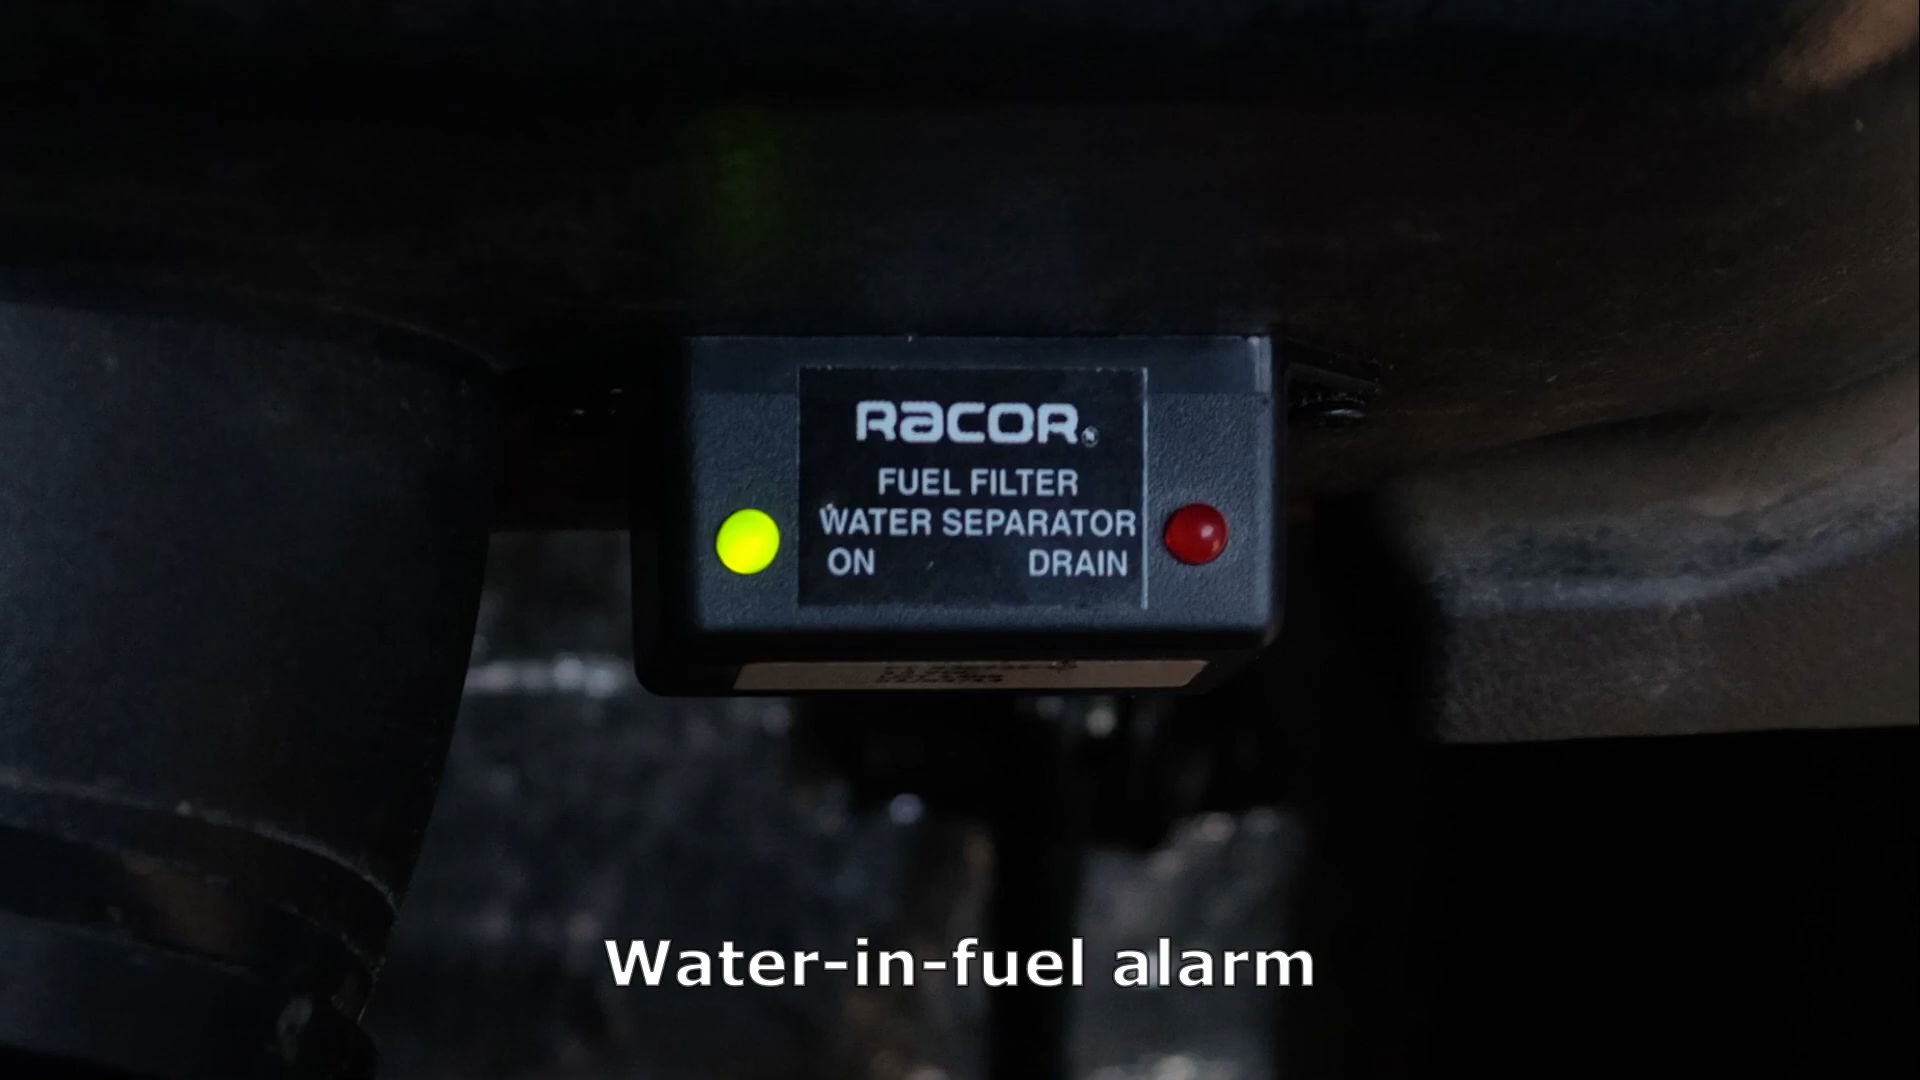 RACOR®
FUEL FILTER
WATER SEPARATOR
ON DRAIN
Water-in-fuel alarm